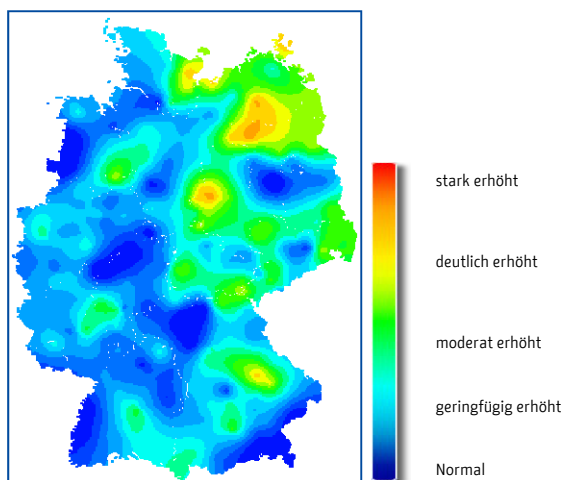 stark erhöht
deutlich erhöht
moderat erhöht
geringfügig erhöht
Normal